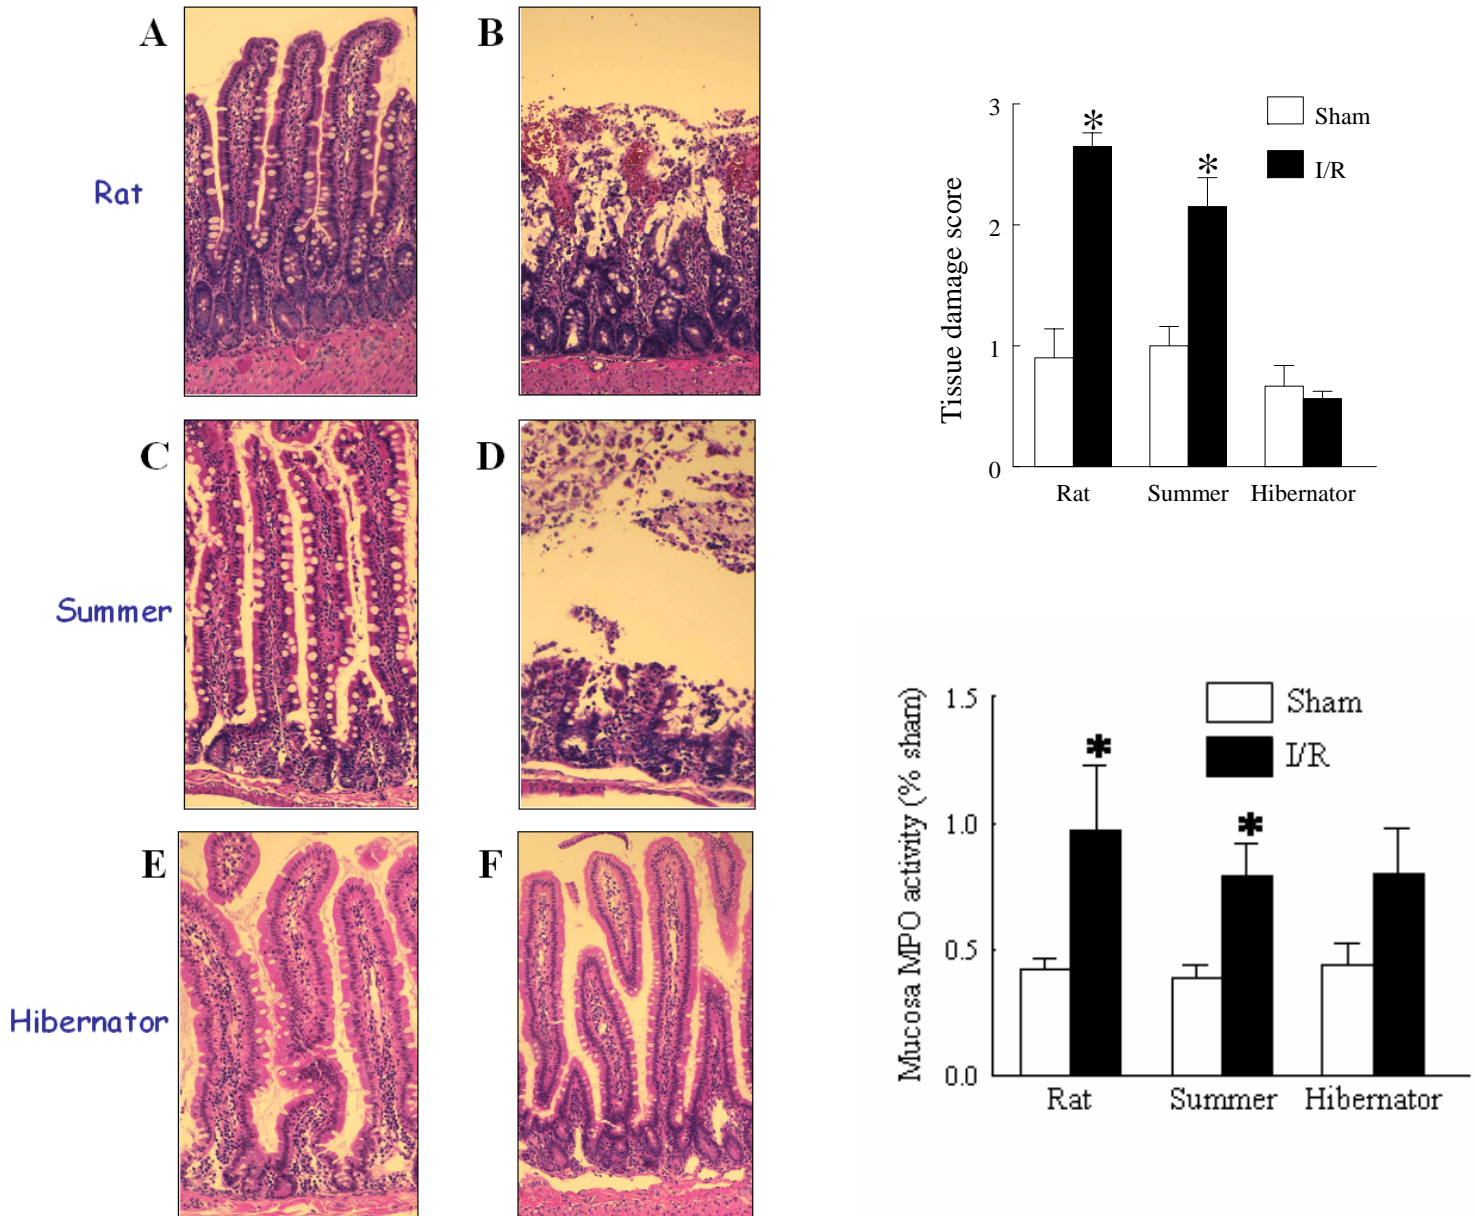 A
B
Rat
C
D
Summer
E
F
Hibernator
3
2
1
0
Tissue damage score
*
*
Sham
I/R
Rat Summer Hibernator
1.5
1.0
0.5
0.0
Mucosa MPO activity (% sham)
*
*
Sham
I/R
Rat Summer Hibernator